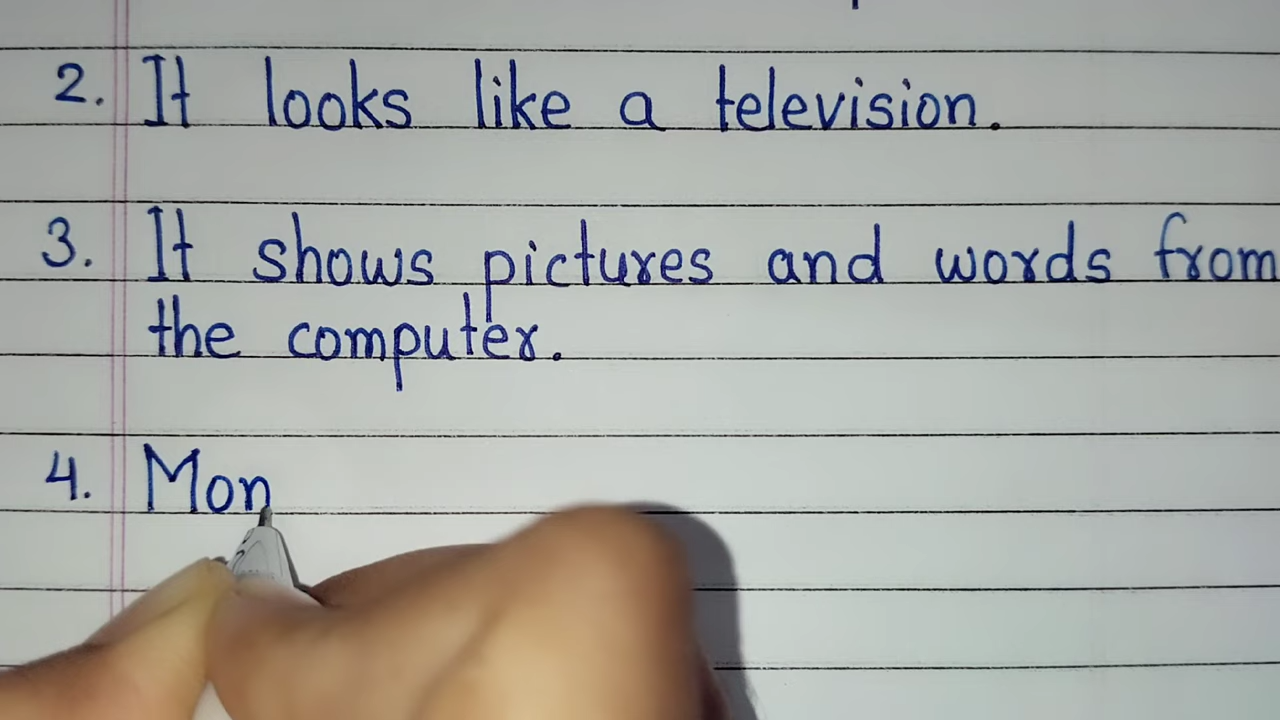 2. It looks like a television.
3. It shows pictures and words from
the computer.
4. Mon